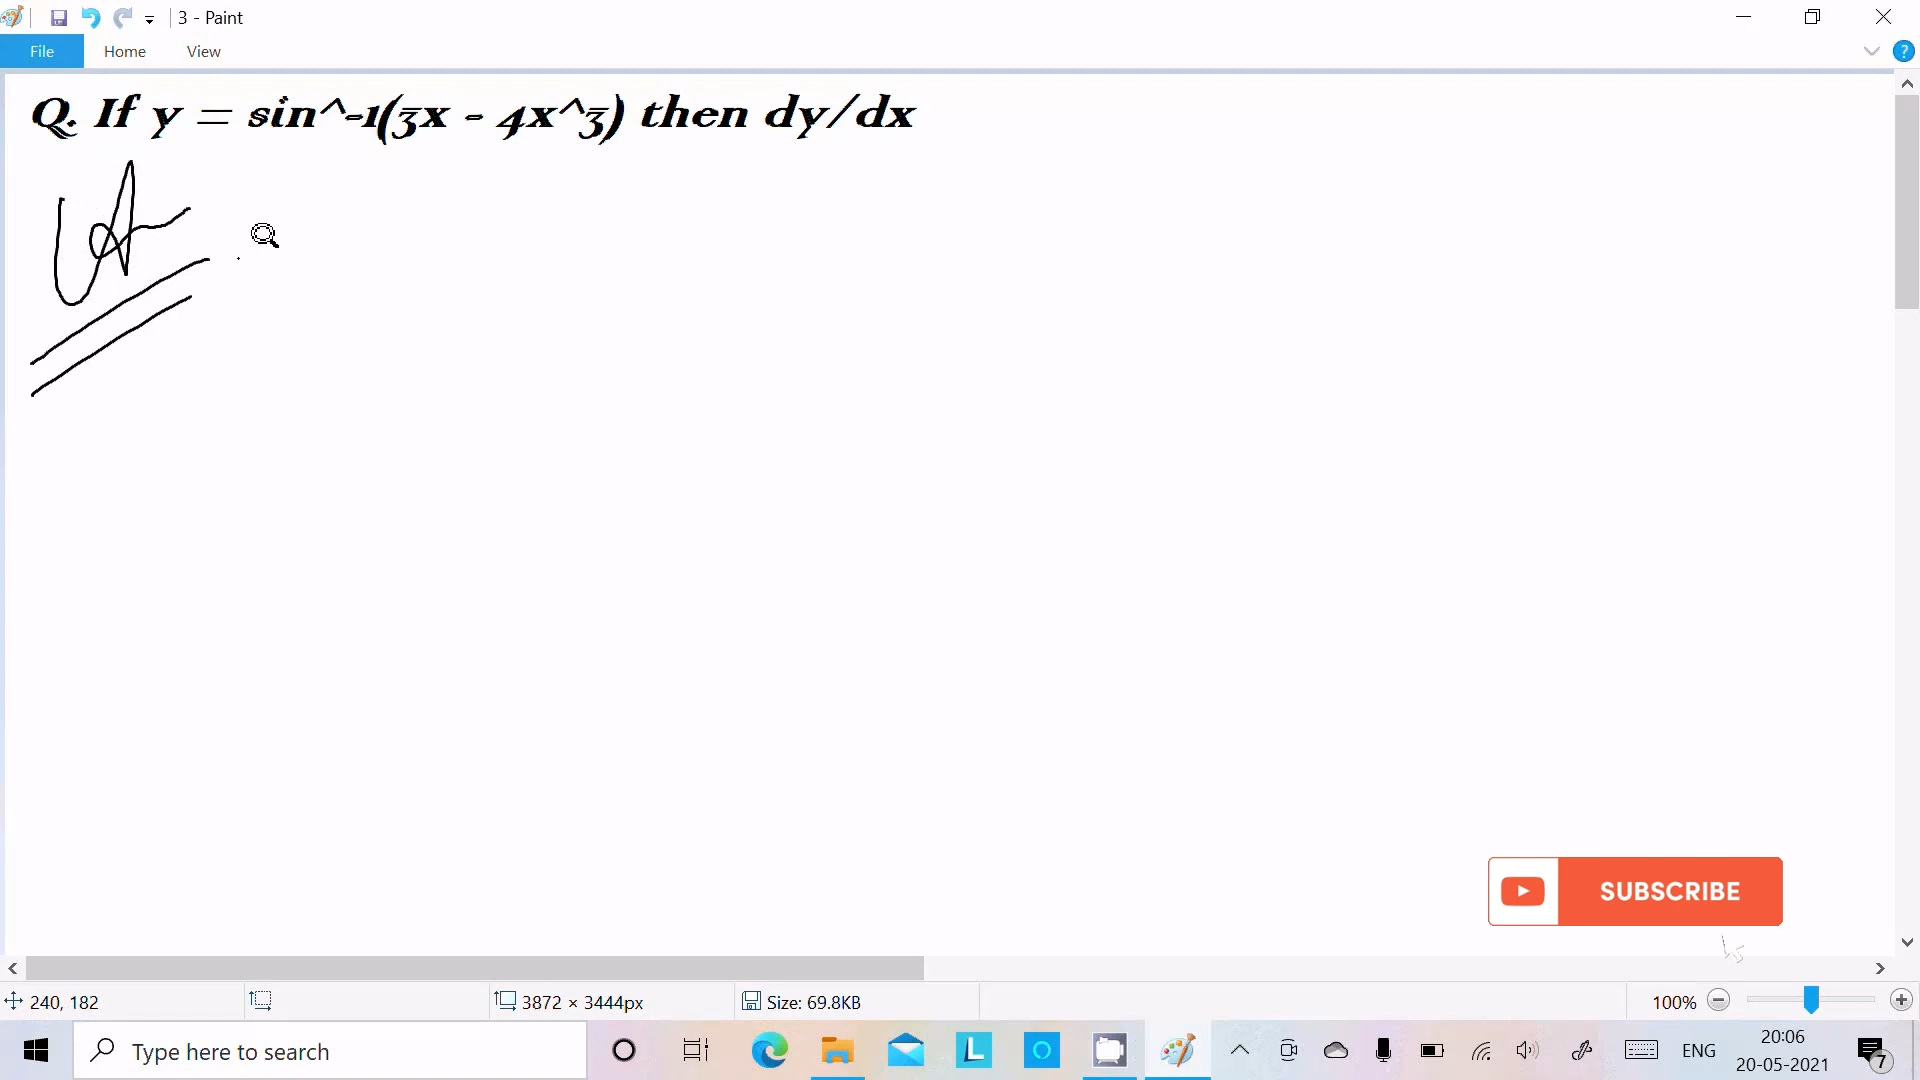 3 - Paint
File Home View
Q. If y = sin^-1(3x - 4x^3) then dy/dx
SUBSCRIBE
240, 182 3872 × 3444px Size: 69.8KB 100%
Type here to search
L
ENG
20:06
20-05-2021
7